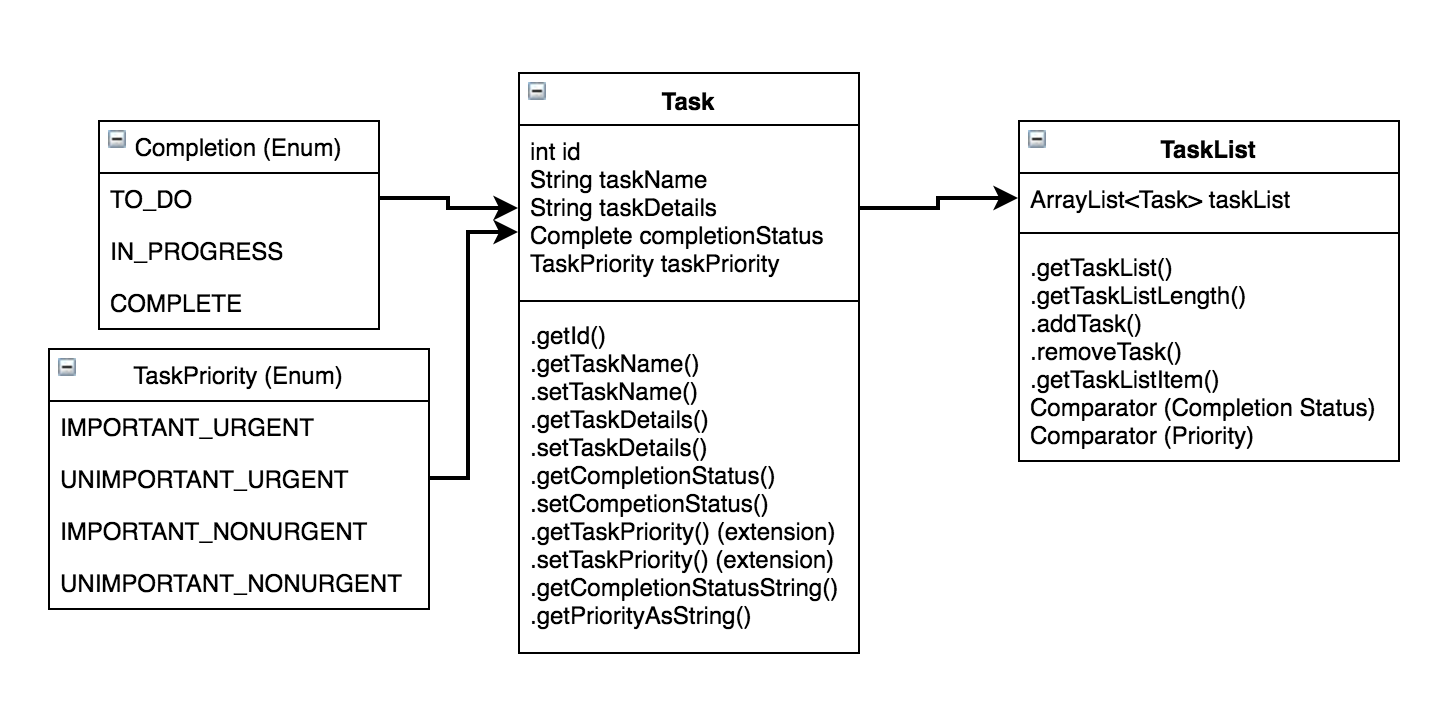 Completion (Enum)
TO_DO
IN_PROGRESS
COMPLETE
TaskPriority (Enum)
IMPORTANT_URGENT
UNIMPORTANT_URGENT
IMPORTANT_NONURGENT
UNIMPORTANT_NONURGENT
Task
int id
String taskName
String taskDetails
Complete completionStatus
TaskPriority taskPriority
.getId()
.getTaskName()
.setTaskName()
.getTaskDetails()
.setTaskDetails()
.getCompletionStatus()
.setCompetionStatus()
.getTaskPriority() (extension)
.setTaskPriority() (extension)
.getCompletionStatusString()
.getPriorityAsString()
TaskList
ArrayList<Task> taskList
.getTaskList()
.getTaskListLength()
.addTask()
.removeTask()
.getTaskListItem()
Comparator (Completion Status)
Comparator (Priority)